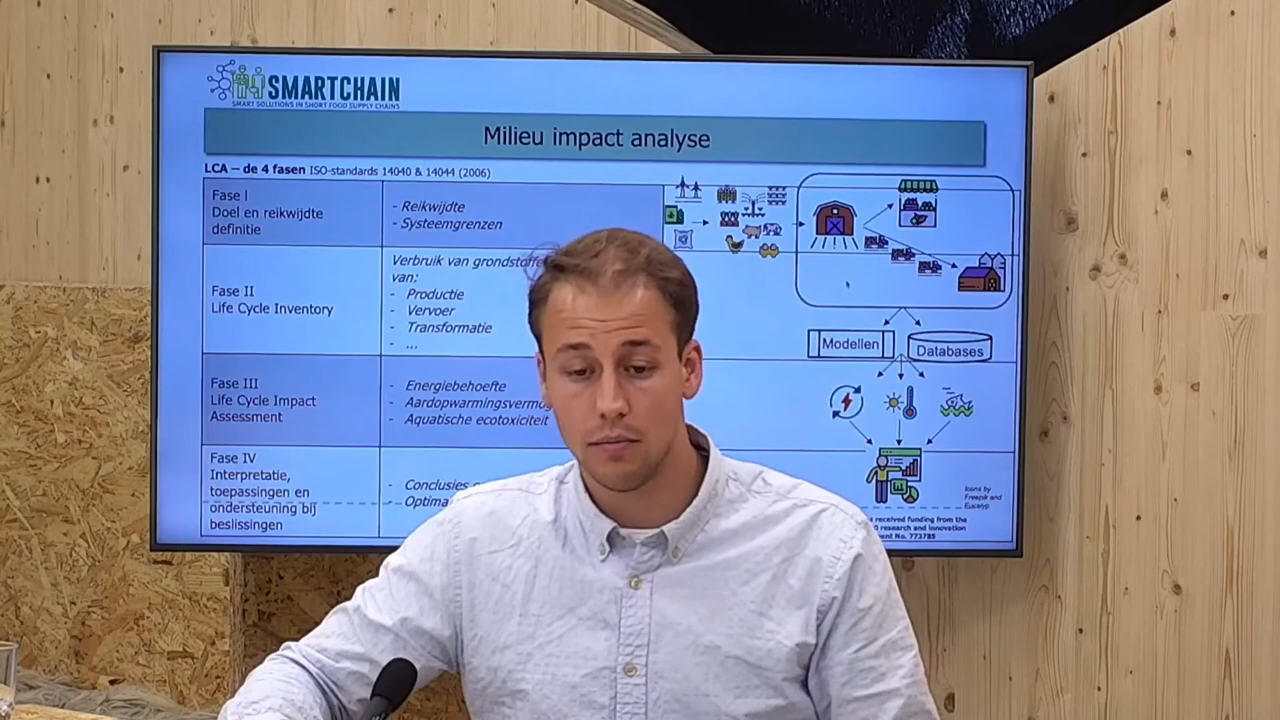 SMARTCHAIN
SMART SOLUTIONS IN SHORT FOOD SUPPLY CHAINS
Milieu impact analyse
LCA – de 4 fasen ISO-standards 14040 & 14044 (2006)
Fase I
Doel en reikwijdte
definitie
- Reikwijdte
- Systeemgrenzen
Fase II
Life Cycle Inventory
Verbruik van
van:
- Productie
- Vervoer
- Transformatie
- ...
Modellen
Databases
Fase III
Life Cycle Impact
Assessment
- Energiebehoefte
-
- Aquatische ecotoxiciteit
Fase IV
Interpretatie,
toepassingen en
ondersteuning bij
beslissingen
- Conclusies
-
Icons by
Freepik and
Eucalyp
received funding from the
research and innovation
No. 773785